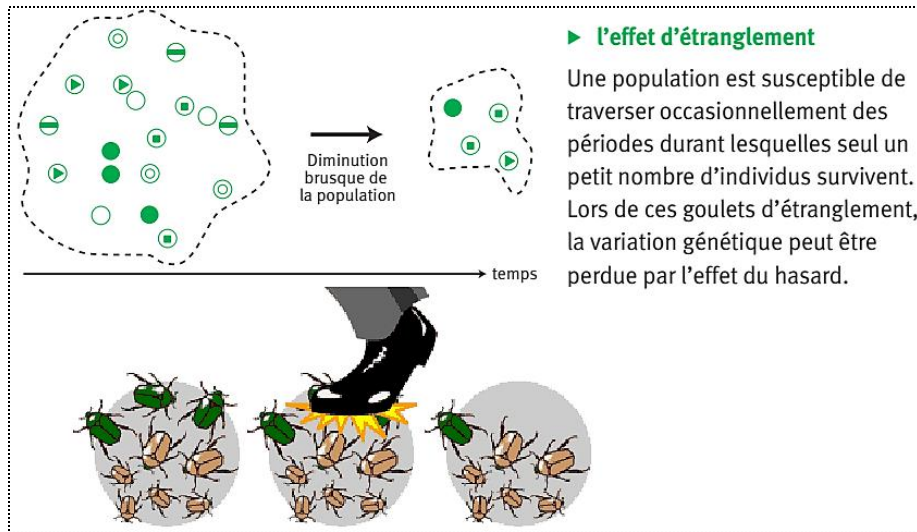 ► l’effet d’étranglement
Une population est susceptible de
traverser occasionnellement des
périodes durant lesquelles seul un
petit nombre d’individus survivent.
Lors de ces goulets d’étranglement,
la variation génétique peut être
perdue par l’effet du hasard.
Diminution
brusque de
la population
temps